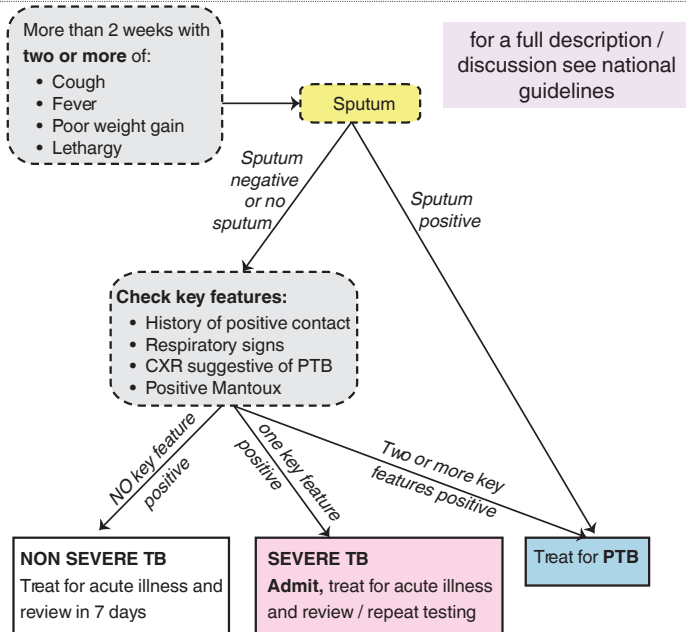 More than 2 weeks with
two or more of:
• Cough
• Fever
• Poor weight gain
• Lethargy
for a full description /
discussion see national
guidelines
Sputum
Sputum
negative
or no
sputum
Sputum
positive
Check key features:
• History of positive contact
• Respiratory signs
• CXR suggestive of PTB
• Positive Mantoux
NO key feature
positive
one key feature
positive
Two or more key
features positive
NON SEVERE TB
Treat for acute illness and
review in 7 days
SEVERE TB
Admit, treat for acute illness
and review / repeat testing
Treat for PTB